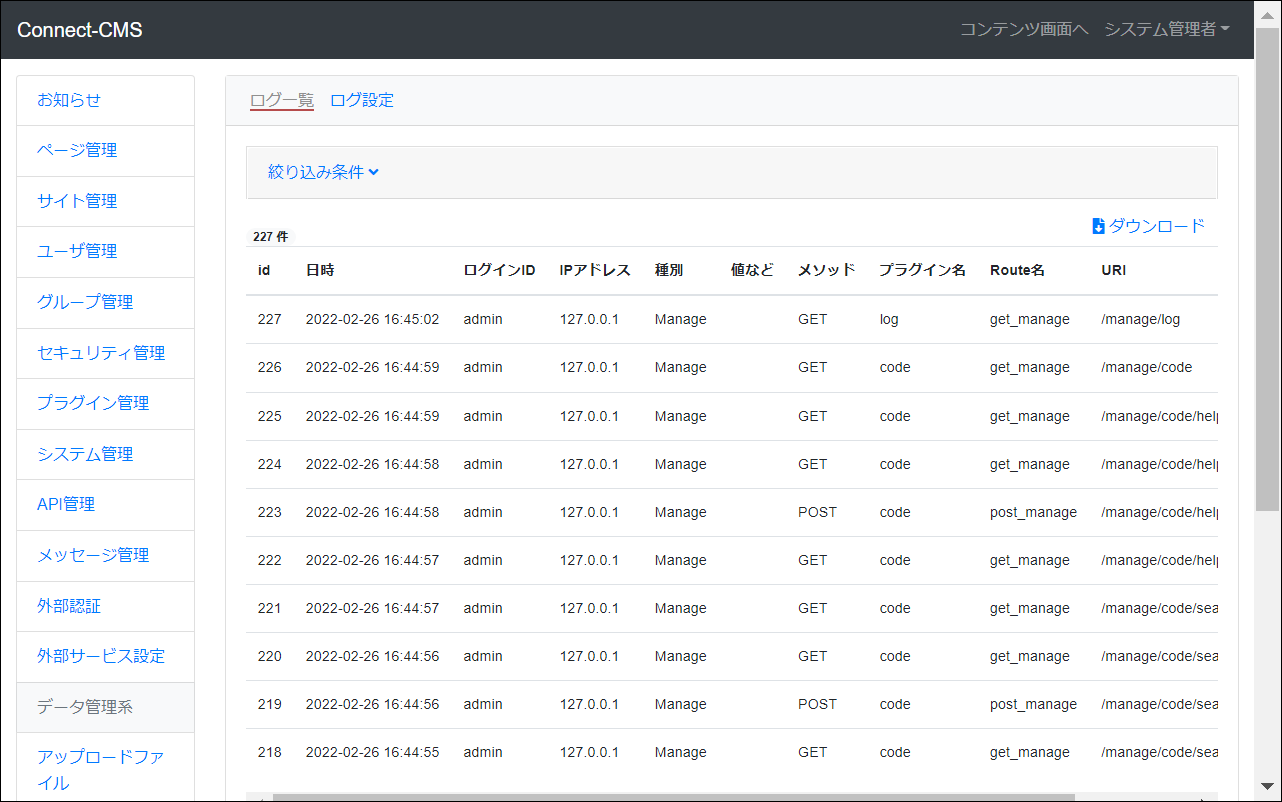 Connect-CMS
コンテンツ画面へ システム管理者
お知らせ
ページ管理
サイト管理
ユーザ管理
グループ管理
セキュリティ管理
プラグイン管理
システム管理
API管理
メッセージ管理
外部認証
外部サービス設定
データ管理系
アップロードファ
イル
ログ一覧 ログ設定
絞り込み条件
ダウンロード
227 件
id 日時 ログインID IPアドレス 種別 値など メソッド プラグイン名 Route名 URI
227 2022-02-26 16:45:02 admin 127.0.0.1 Manage GET log get_manage /manage/log
226 2022-02-26 16:44:59 admin 127.0.0.1 Manage GET code get_manage /manage/code
225 2022-02-26 16:44:59 admin 127.0.0.1 Manage GET code get_manage /manage/code/help
224 2022-02-26 16:44:58 admin 127.0.0.1 Manage GET code get_manage /manage/code/help
223 2022-02-26 16:44:58 admin 127.0.0.1 Manage POST code post_manage /manage/code/help
222 2022-02-26 16:44:57 admin 127.0.0.1 Manage GET code get_manage /manage/code/help
221 2022-02-26 16:44:57 admin 127.0.0.1 Manage GET code get_manage /manage/code/sea
220 2022-02-26 16:44:56 admin 127.0.0.1 Manage GET code get_manage /manage/code/sea
219 2022-02-26 16:44:56 admin 127.0.0.1 Manage POST code post_manage /manage/code/sea
218 2022-02-26 16:44:55 admin 127.0.0.1 Manage GET code get_manage /manage/code/sea